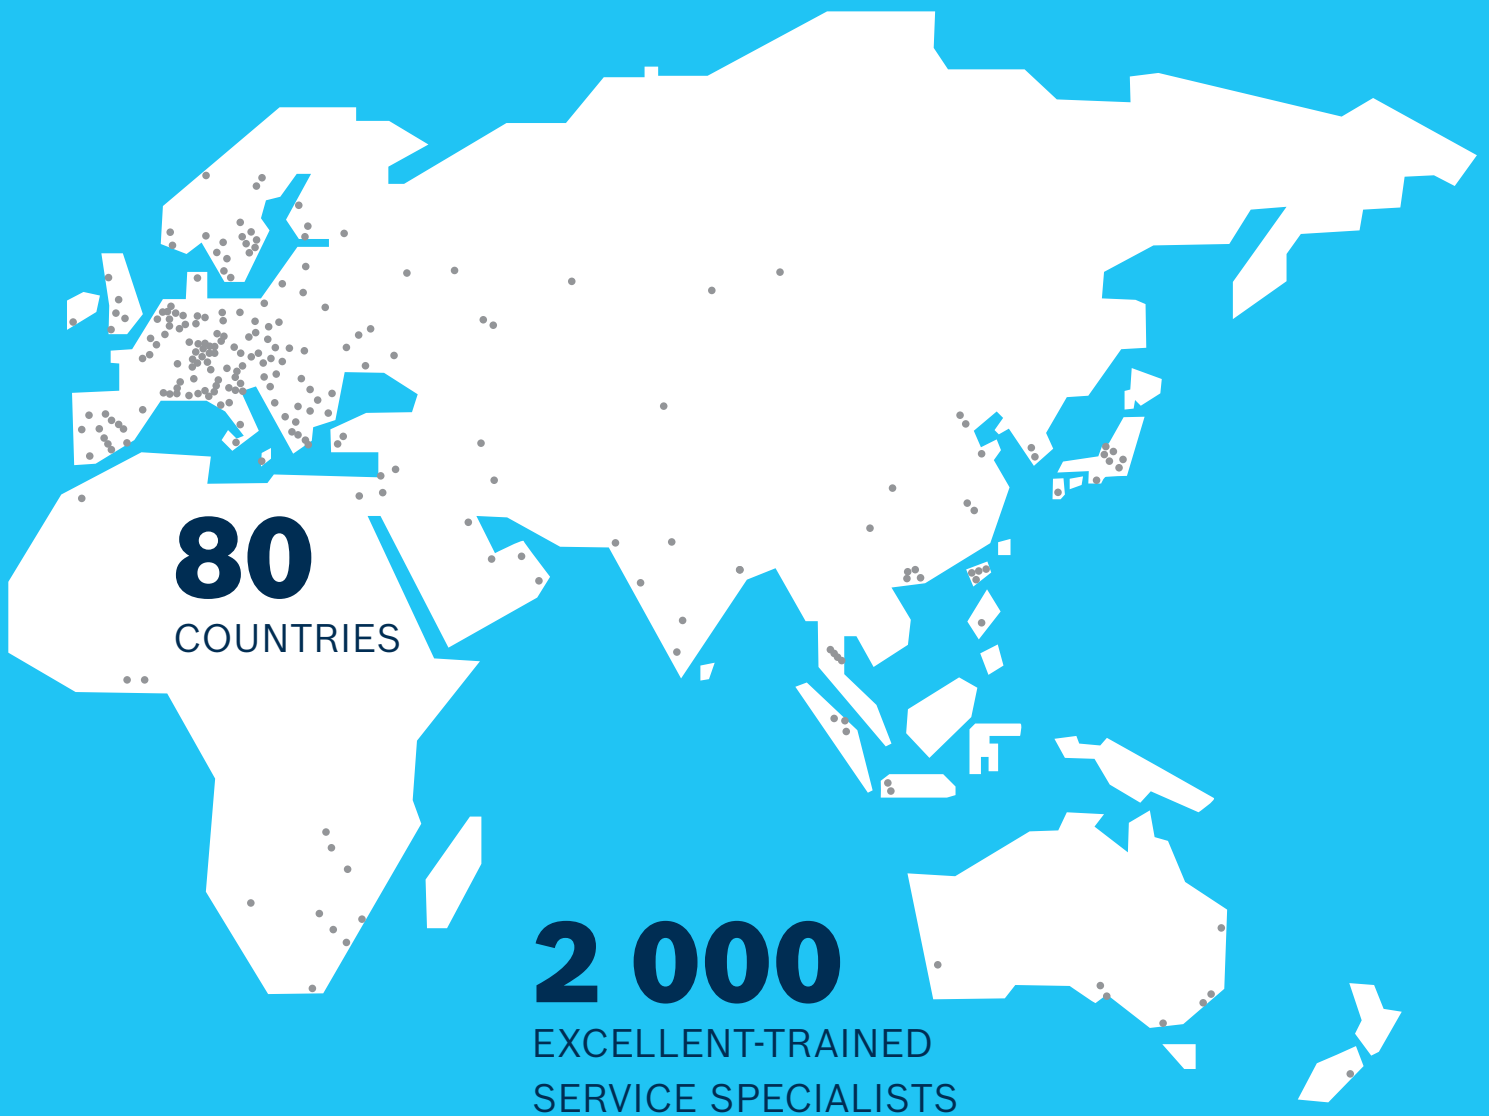 80
COUNTRIES
2 000
EXCELLENT-TRAINED
SERVICE SPECIALISTS